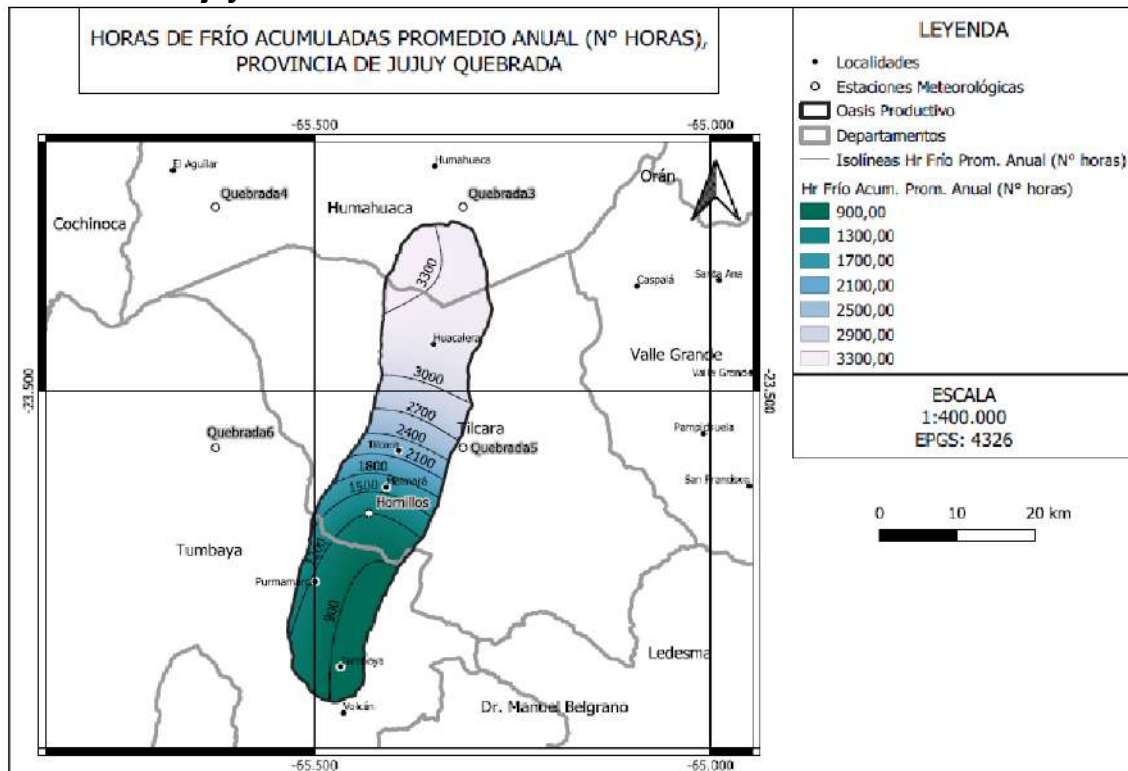 HORAS DE FRÍO ACUMULADAS PROMEDIO ANUAL (Nº HORAS),
PROVINCIA DE JUJUY QUEBRADA
LEYENDA
Localidades
Estaciones Meteorológicas
Oasis Productivo
Departamentos
Isolíneas Hr Frío Prom. Anual (Nº horas)
Hr Frío Acum. Prom. Anual (Nº horas)
900,00
1300,00
1700,00
2100,00
2500,00
2900,00
3300,00
ESCALA
1:400.000
EPGS: 4326
0 10 20 km
-65.500 -65.000
El Aguilar
Humahuaca
Orán
Quebrada4
Quebrada3
Humahuaca
Cochinoca
3300
Caspalá
Santa Ana
Huacalera
Valle Grande
Valle Grande
3000
-23.500 -23.500
2700
Tilcara
2400
Pampichuela
Quebrada6
Tilcara
2100
Quebrada5
1800
1500
San Francisco
Tumbaya
Purmamarca
900
Ledesma
Tumbaya
Volcán
Dr. Manuel Belgrano
-65.500 -65.000